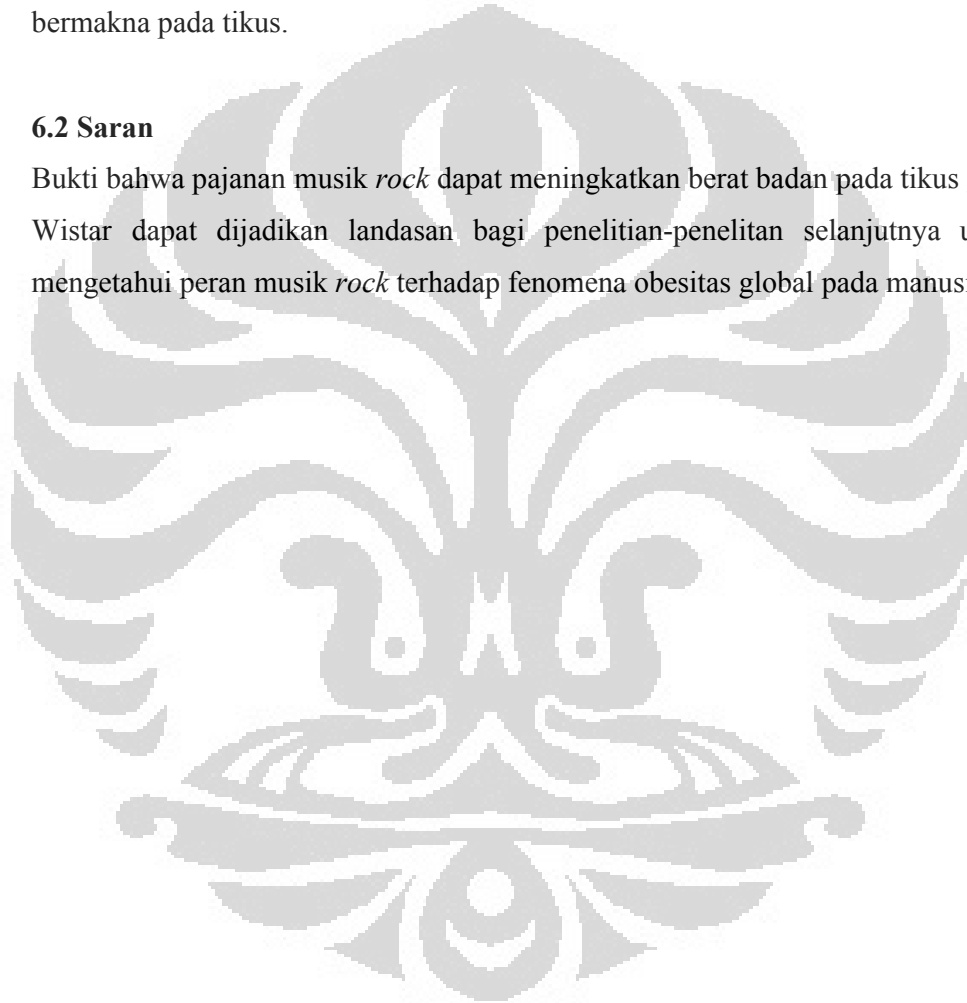 bermakna pada tikus.
6.2 Saran
Bukti bahwa pajanan musik rock dapat meningkatkan berat badan pada tikus
Wistar dapat dijadikan landasan bagi penelitian-penelitan selanjutnya
mengetahui peran musik rock terhadap fenomena obesitas global pada